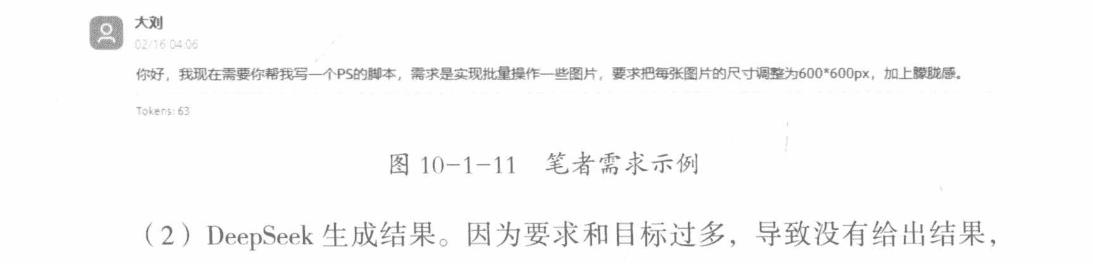 大刘
02/16 04:06
你好，我现在需要你帮我写一个PS的脚本，需求是实现批量操作一些图片，要求把每张图片的尺寸调整为600*600px，加上朦胧感。
Tokens: 63
图 10-1-11 笔者需求示例
（2）DeepSeek 生成结果。因为要求和目标过多，导致没有给出结果，